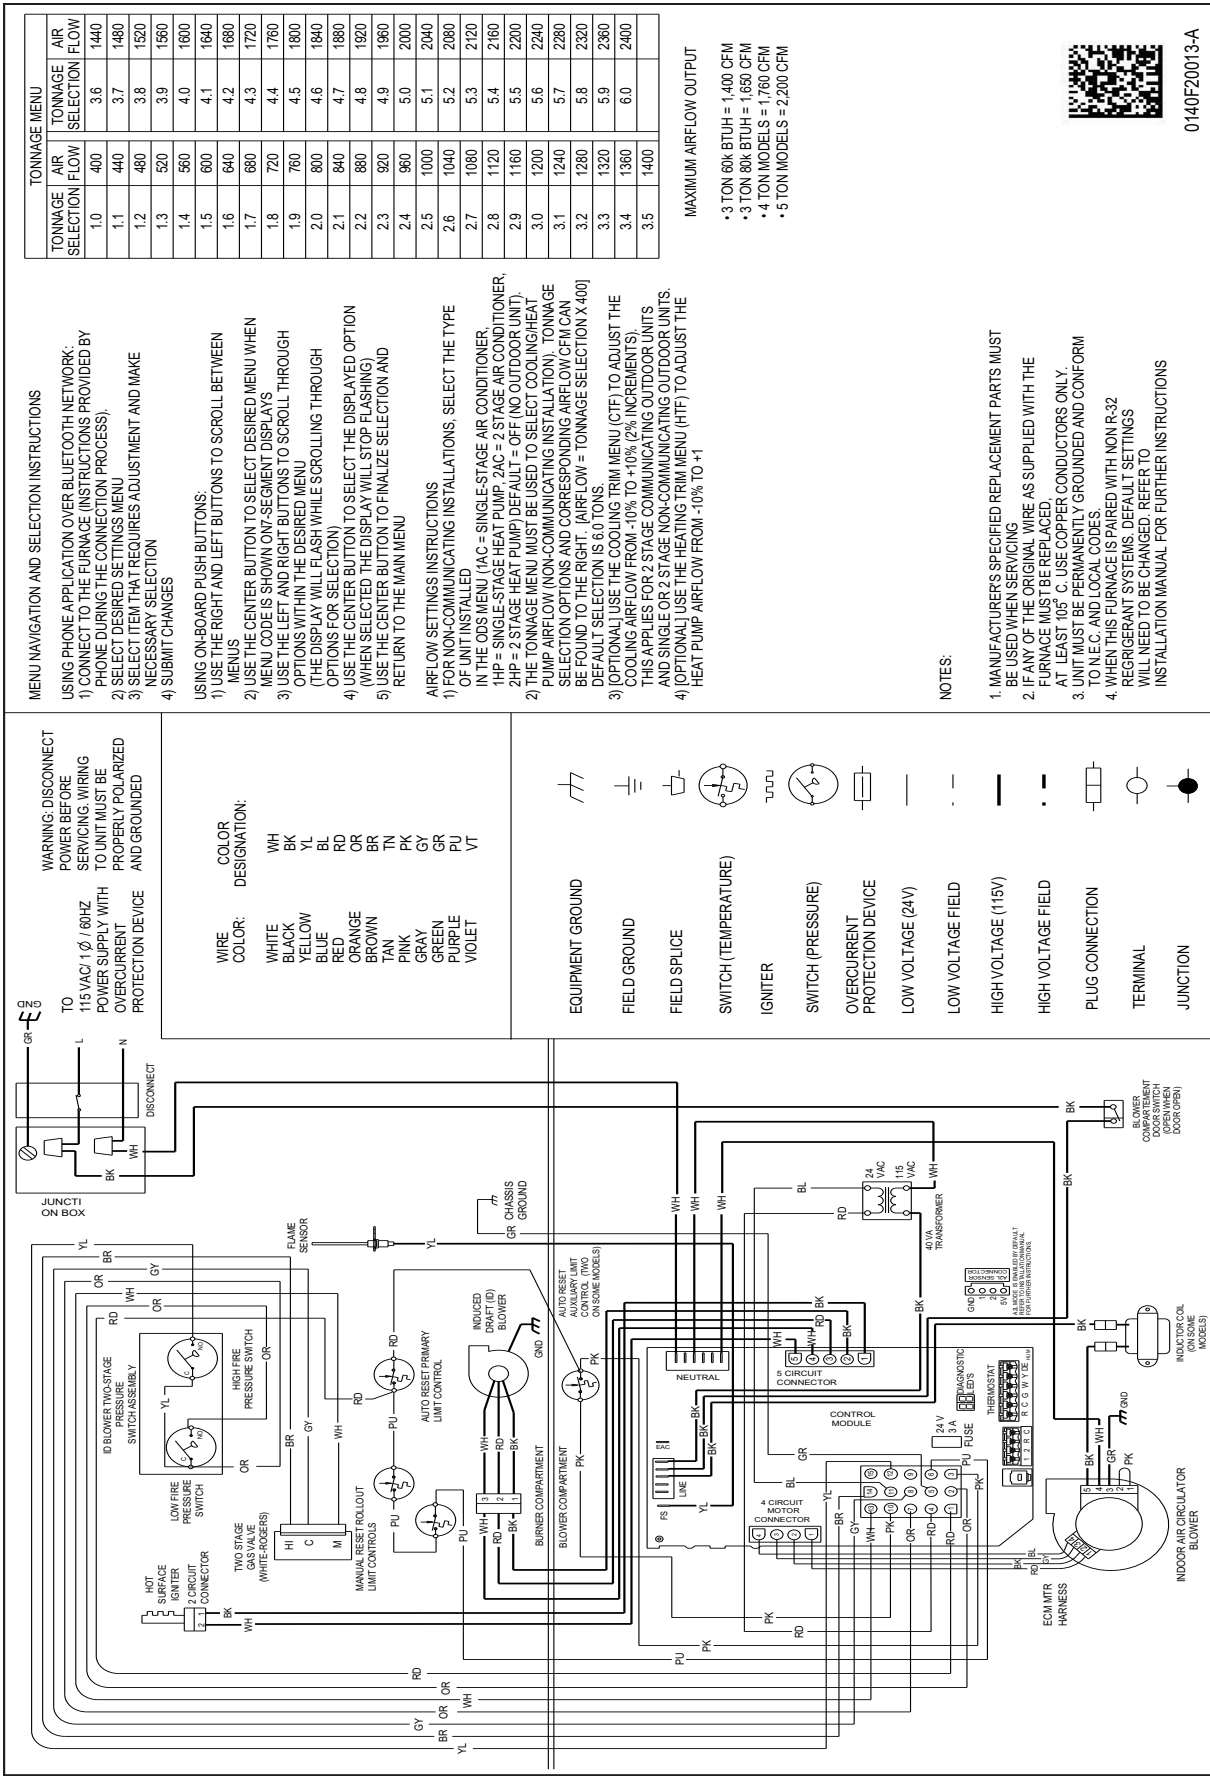 MENU NAVIGATION AND SELECTION INSTRUCTIONS
USING PHONE APPLICATION OVER BLUETOOTH NETWORK:
1) CONNECT TO THE FURNACE (INSTRUCTIONS PROVIDED BY
PHONE DURING THE CONNECTION PROCESS).
2) SELECT DESIRED SETTINGS MENU
3) SELECT ITEM THAT REQUIRES ADJUSTMENT AND MAKE
NECESSARY SELECTION
4) SUBMIT CHANGES
USING ON-BOARD PUSH BUTTONS:
1) USE THE RIGHT AND LEFT BUTTONS TO SCROLL BETWEEN
MENUS
2) USE THE CENTER BUTTON TO SELECT DESIRED MENU WHEN
MENU CODE IS SHOWN ON7-SEGMENT DISPLAYS
3) USE THE LEFT AND RIGHT BUTTONS TO SCROLL THROUGH
OPTIONS WITHIN THE DESIRED MENU
(THE DISPLAY WILL FLASH WHILE SCROLLING THROUGH
OPTIONS FOR SELECTION)
4) USE THE CENTER BUTTON TO SELECT THE DISPLAYED OPTION
(WHEN SELECTED THE DISPLAY WILL STOP FLASHING)
5) USE THE CENTER BUTTON TO FINALIZE SELECTION AND
RETURN TO THE MAIN MENU
AIRFLOW SETTINGS INSTRUCTIONS
1) FOR NON-COMMUNICATING INSTALLATIONS, SELECT THE TYPE
OF UNIT INSTALLED
IN THE ODS MENU (1AC = SINGLE-STAGE AIR CONDITIONER,
1HP = SINGLE-STAGE HEAT PUMP, 2AC = 2 STAGE AIR CONDITIONER,
2HP = 2 STAGE HEAT PUMP) DEFAULT = OFF (NO OUTDOOR UNIT).
2) THE TONNAGE MENU MUST BE USED TO SELECT COOLING/HEAT
PUMP AIRFLOW (NON-COMMUNICATING INSTALLATION). TONNAGE
SELECTION OPTIONS AND CORRESPONDING AIRFLOW CFM CAN
BE FOUND TO THE RIGHT. [AIRFLOW = TONNAGE SELECTION X 400]
DEFAULT SELECTION IS 6.0 TONS.
3) [OPTIONAL] USE THE COOLING TRIM MENU (CTF) TO ADJUST THE
COOLING AIRFLOW FROM -10% TO +10% (2% INCREMENTS).
THIS APPLIES FOR 2 STAGE COMMUNICATING OUTDOOR UNITS
AND SINGLE OR 2 STAGE NON-COMMUNICATING OUTDOOR UNITS.
4) [OPTIONAL] USE THE HEATING TRIM MENU (HTF) TO ADJUST THE
HEAT PUMP AIRFLOW FROM -10% TO +1
NOTES:
1. MANUFACTURER'S SPECIFIED REPLACEMENT PARTS MUST
BE USED WHEN SERVICING
2. IF ANY OF THE ORIGINAL WIRE AS SUPPLIED WITH THE
FURNACE MUST BE REPLACED,
AT LEAST 105° C. USE COPPER CONDUCTORS ONLY.
3. UNIT MUST BE PERMANENTLY GROUNDED AND CONFORM
TO N.E.C. AND LOCAL CODES.
4. WHEN THIS FURNACE IS PAIRED WITH NON R-32
REGRIGERANT SYSTEMS. DEFAULT SETTINGS
WILL NEED TO BE CHANGED. REFER TO
INSTALLATION MANUAL FOR FURTHER INSTRUCTIONS
TONNAGE MENU
TONNAGE SELECTION AIR FLOW TONNAGE SELECTION AIR FLOW
1.0 400 3.6 1440
1.1 440 3.7 1480
1.2 480 3.8 1520
1.3 520 3.9 1560
1.4 560 4.0 1600
1.5 600 4.1 1640
1.6 640 4.2 1680
1.7 680 4.3 1720
1.8 720 4.4 1760
1.9 760 4.5 1800
2.0 800 4.6 1840
2.1 840 4.7 1880
2.2 880 4.8 1920
2.3 920 4.9 1960
2.4 960 5.0 2000
2.5 1000 5.1 2040
2.6 1040 5.2 2080
2.7 1080 5.3 2120
2.8 1120 5.4 2160
2.9 1160 5.5 2200
3.0 1200 5.6 2240
3.1 1240 5.7 2280
3.2 1280 5.8 2320
3.3 1320 5.9 2360
3.4 1360 6.0 2400
3.5 1400
MAXIMUM AIRFLOW OUTPUT
• 3 TON 60k BTUH = 1,400 CFM
• 3 TON 80k BTUH = 1,650 CFM
• 4 TON MODELS = 1,760 CFM
• 5 TON MODELS = 2,200 CFM
0140F20013-A
TO
115 VAC/ 1 Ø / 60HZ
POWER SUPPLY WITH
OVERCURRENT
PROTECTION DEVICE
WARNING: DISCONNECT
POWER BEFORE
SERVICING. WIRING
TO UNIT MUST BE
PROPERLY POLARIZED
AND GROUNDED
WIRE COLOR: COLOR DESIGNATION:
WHITE WH
BLACK BK
YELLOW YL
BLUE BL
RED RD
ORANGE OR
BROWN BR
TAN TN
PINK PK
GRAY GY
GREEN GR
PURPLE PU
VIOLET VT
EQUIPMENT GROUND
FIELD GROUND
FIELD SPLICE
SWITCH (TEMPERATURE)
IGNITER
SWITCH (PRESSURE)
OVERCURRENT
PROTECTION DEVICE
LOW VOLTAGE (24V)
LOW VOLTAGE FIELD
HIGH VOLTAGE (115V)
HIGH VOLTAGE FIELD
PLUG CONNECTION
TERMINAL
JUNCTION
GND
GR
L
N
DISCONNECT
JUNCTI
ON BOX
BK
WH
ID BLOWER TWO-STAGE
PRESSURE
SWITCH ASSEMBLY
HIGH FIRE
PRESSURE SWITCH
LOW FIRE
PRESSURE
SWITCH
TWO STAGE
GAS VALVE
(WHITE-ROGERS)
HI
C
M
HOT
SURFACE
IGNITER
2 CIRCUIT
CONNECTOR
FLAME
SENSOR
MANUAL RESET ROLLOUT
LIMIT CONTROLS
AUTO RESET PRIMARY
LIMIT CONTROL
INDUCED
DRAFT (ID)
BLOWER
GND
CHASSIS
GROUND
BURNER COMPARTMENT
BLOWER COMPARTMENT
AUTO RESET
AUXILIARY LIMIT
CONTROL (TWO
ON SOME MODELS)
NEUTRAL
5 CIRCUIT
CONNECTOR
CONTROL
MODULE
EAC
LINE
FS
4 CIRCUIT
MOTOR
CONNECTOR
24 V
3 A
FUSE
DIAGNOSTIC
LED'S
THERMOSTAT
R C G W Y DE HUM
1 2 R C
A2L SENSOR
CONNECTOR
GND
1
2
5V
A2L MODE IS ENABLED BY DEFAULT
REFER TO INSTALLATION MANUAL
FOR FURTHER INSTRUCTIONS.
24
VAC
115
VAC
40 VA
TRANSFORMER
BLOWER
COMPARTEMENT
DOOR SWITCH
(OPEN WHEN
DOOR OPEN)
INDUCTOR COIL
(ON SOME
MODELS)
ECM MTR
HARNESS
INDOOR AIR CIRCULATOR
BLOWER
GND